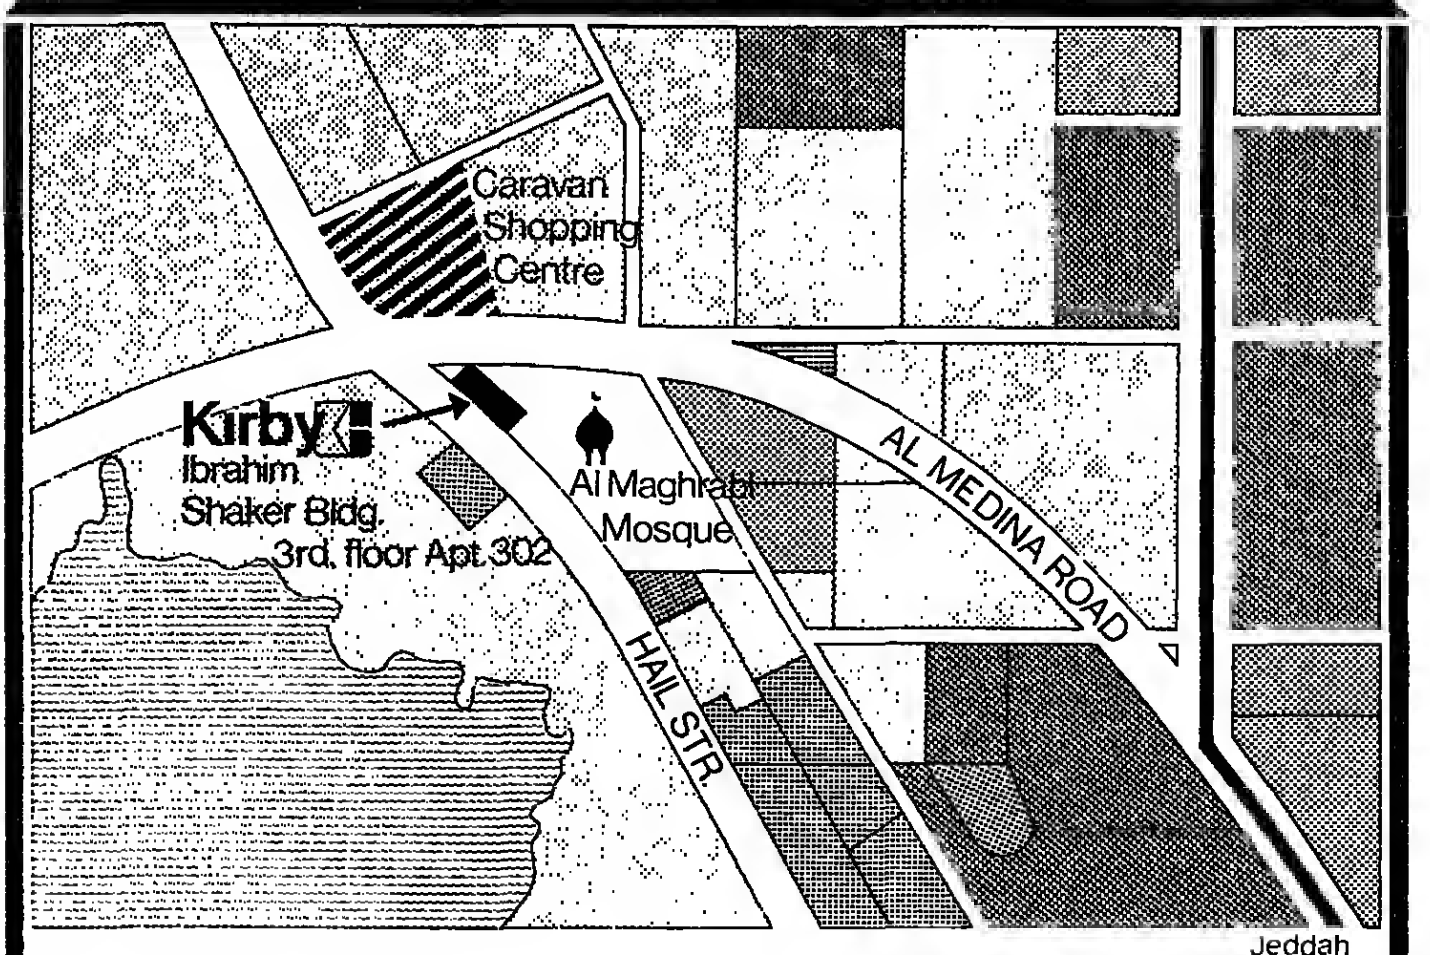 Caravan
Shopping
Centre
Kirby
Ibrahim
Shaker Bldg.
3rd. floor Apt. 302
Al Maghrabi
Mosque
AL MEDINA ROAD
HAIL STR.
Jeddah